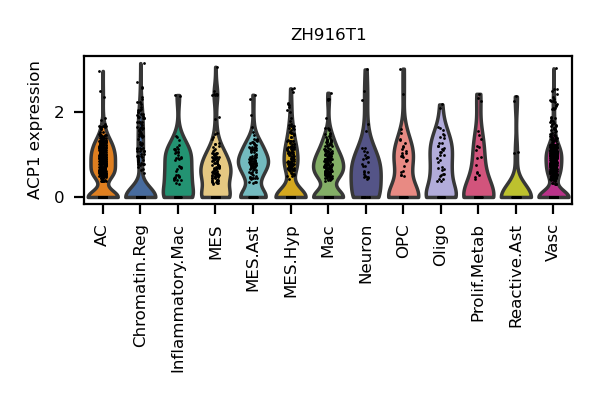 ZH916T1
ACP1 expression
2
0
AC
Chromatin.Reg
Inflammatory.Mac
MES
MES.Ast
MES.Hyp
Mac
Neuron
OPC
Oligo
Prolif.Metab
Reactive.Ast
Vasc